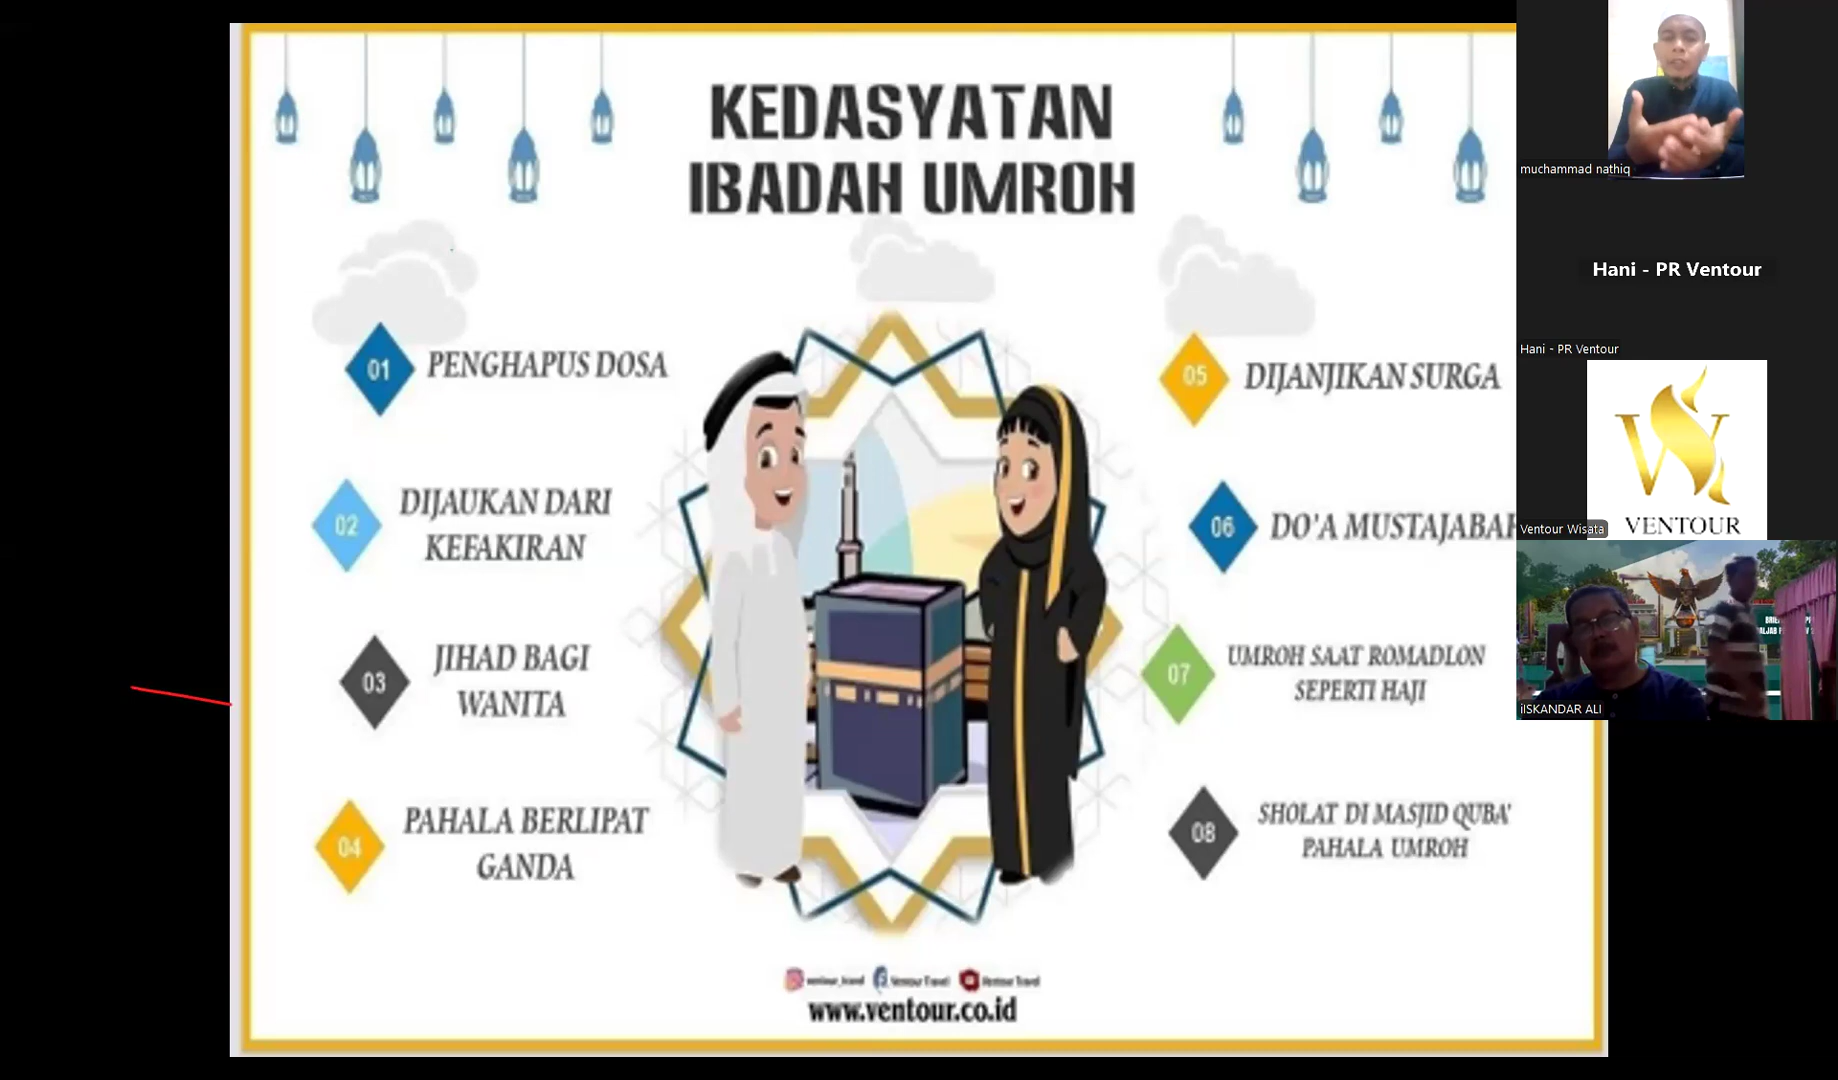 KEDASYATAN
IBADAH UMROH
01
PENGHAPUS DOSA
02
DIJAUKAN DARI
KEFAKIRAN
03
JIHAD BAGI
WANITA
04
PAHALA BERLIPAT
GANDA
05
DIJANJIKAN SURGA
06
DO'A MUSTAJABAH
07
UMROH SAAT ROMADLON
SEPERTI HAJI
08
SHOLAT DI MASJID QUBA'
PAHALA UMROH
ventour_travel
Ventour Travel
Ventour Travel
www.ventour.co.id
muchammad nathiq
Hani - PR Ventour
Hani - PR Ventour
VENTOUR
Ventour Wisata
iISKANDAR ALI